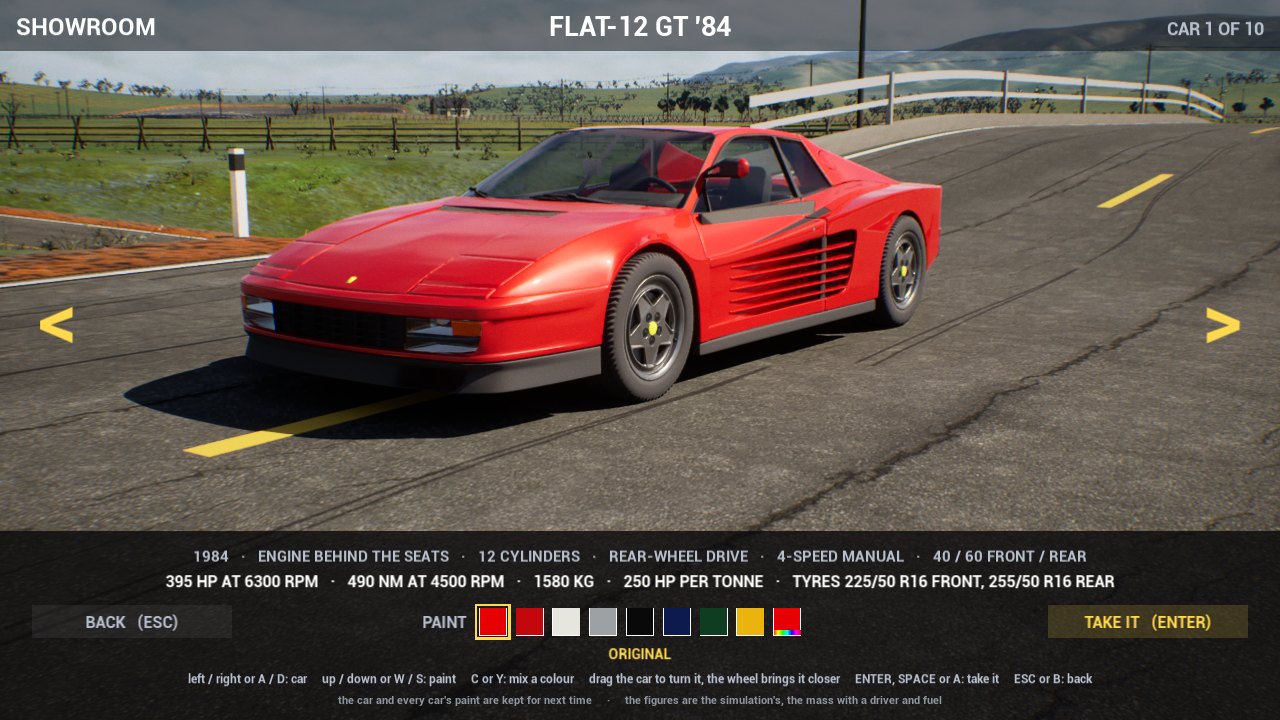 SHOWROOM
FLAT-12 GT '84
CAR 1 OF 10
<
>
1984 · ENGINE BEHIND THE SEATS · 12 CYLINDERS · REAR-WHEEL DRIVE · 4-SPEED MANUAL · 40 / 60 FRONT / REAR
395 HP AT 6300 RPM · 490 NM AT 4500 RPM · 1580 KG · 250 HP PER TONNE · TYRES 225/50 R16 FRONT, 255/50 R16 REAR
BACK (ESC)
PAINT
TAKE IT (ENTER)
ORIGINAL
left / right or A / D: car up / down or W / S: paint C or Y: mix a colour drag the car to turn it, the wheel brings it closer ENTER, SPACE or A: take it ESC or B: back
the car and every car's paint are kept for next time · the figures are the simulation's, the mass with a driver and fuel